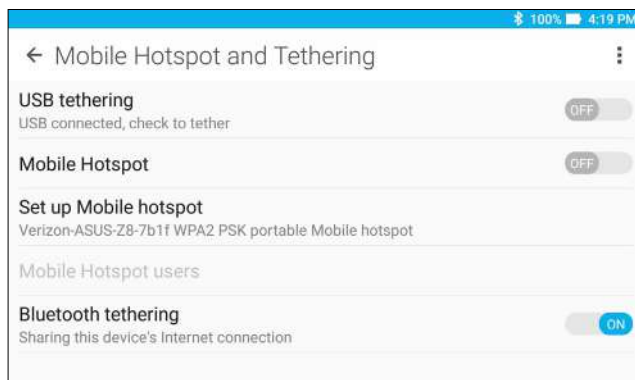 100% 4:19 PM
Mobile Hotspot and Tethering
USB tethering
OFF
USB connected, check to tether
Mobile Hotspot
OFF
Set up Mobile hotspot
Verizon-ASUS-Z8-7b1f WPA2 PSK portable Mobile hotspot
Mobile Hotspot users
Bluetooth tethering
ON
Sharing this device's Internet connection